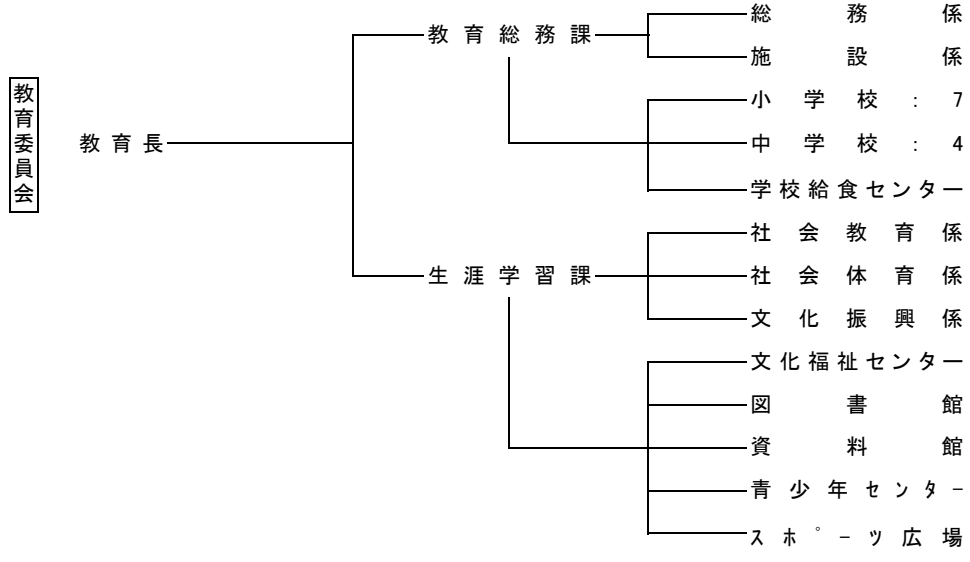 教育委員会
教育長
教育総務課
総務係
施設係
小学校:7
中学校:4
学校給食センター
生涯学習課
社会教育係
社会体育係
文化振興係
文化福祉センター
図書館
資料館
青少年センター
スポーツ広場